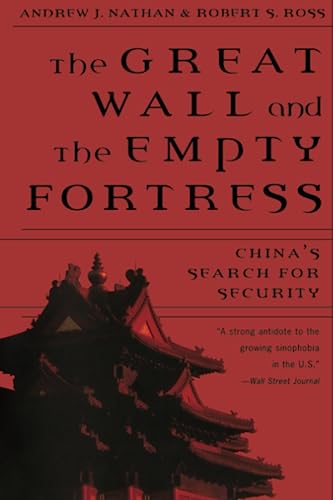 ANDREW J. NATHAN & ROBERT S. ROSS
THE GREAT
WALL and
THE EMPTY
FORTRESS
CHINA'S
SEARCH FOR
SECURITY
"A strong antidote to the
growing sinophobia
in the U.S."
—Wall Street Journal